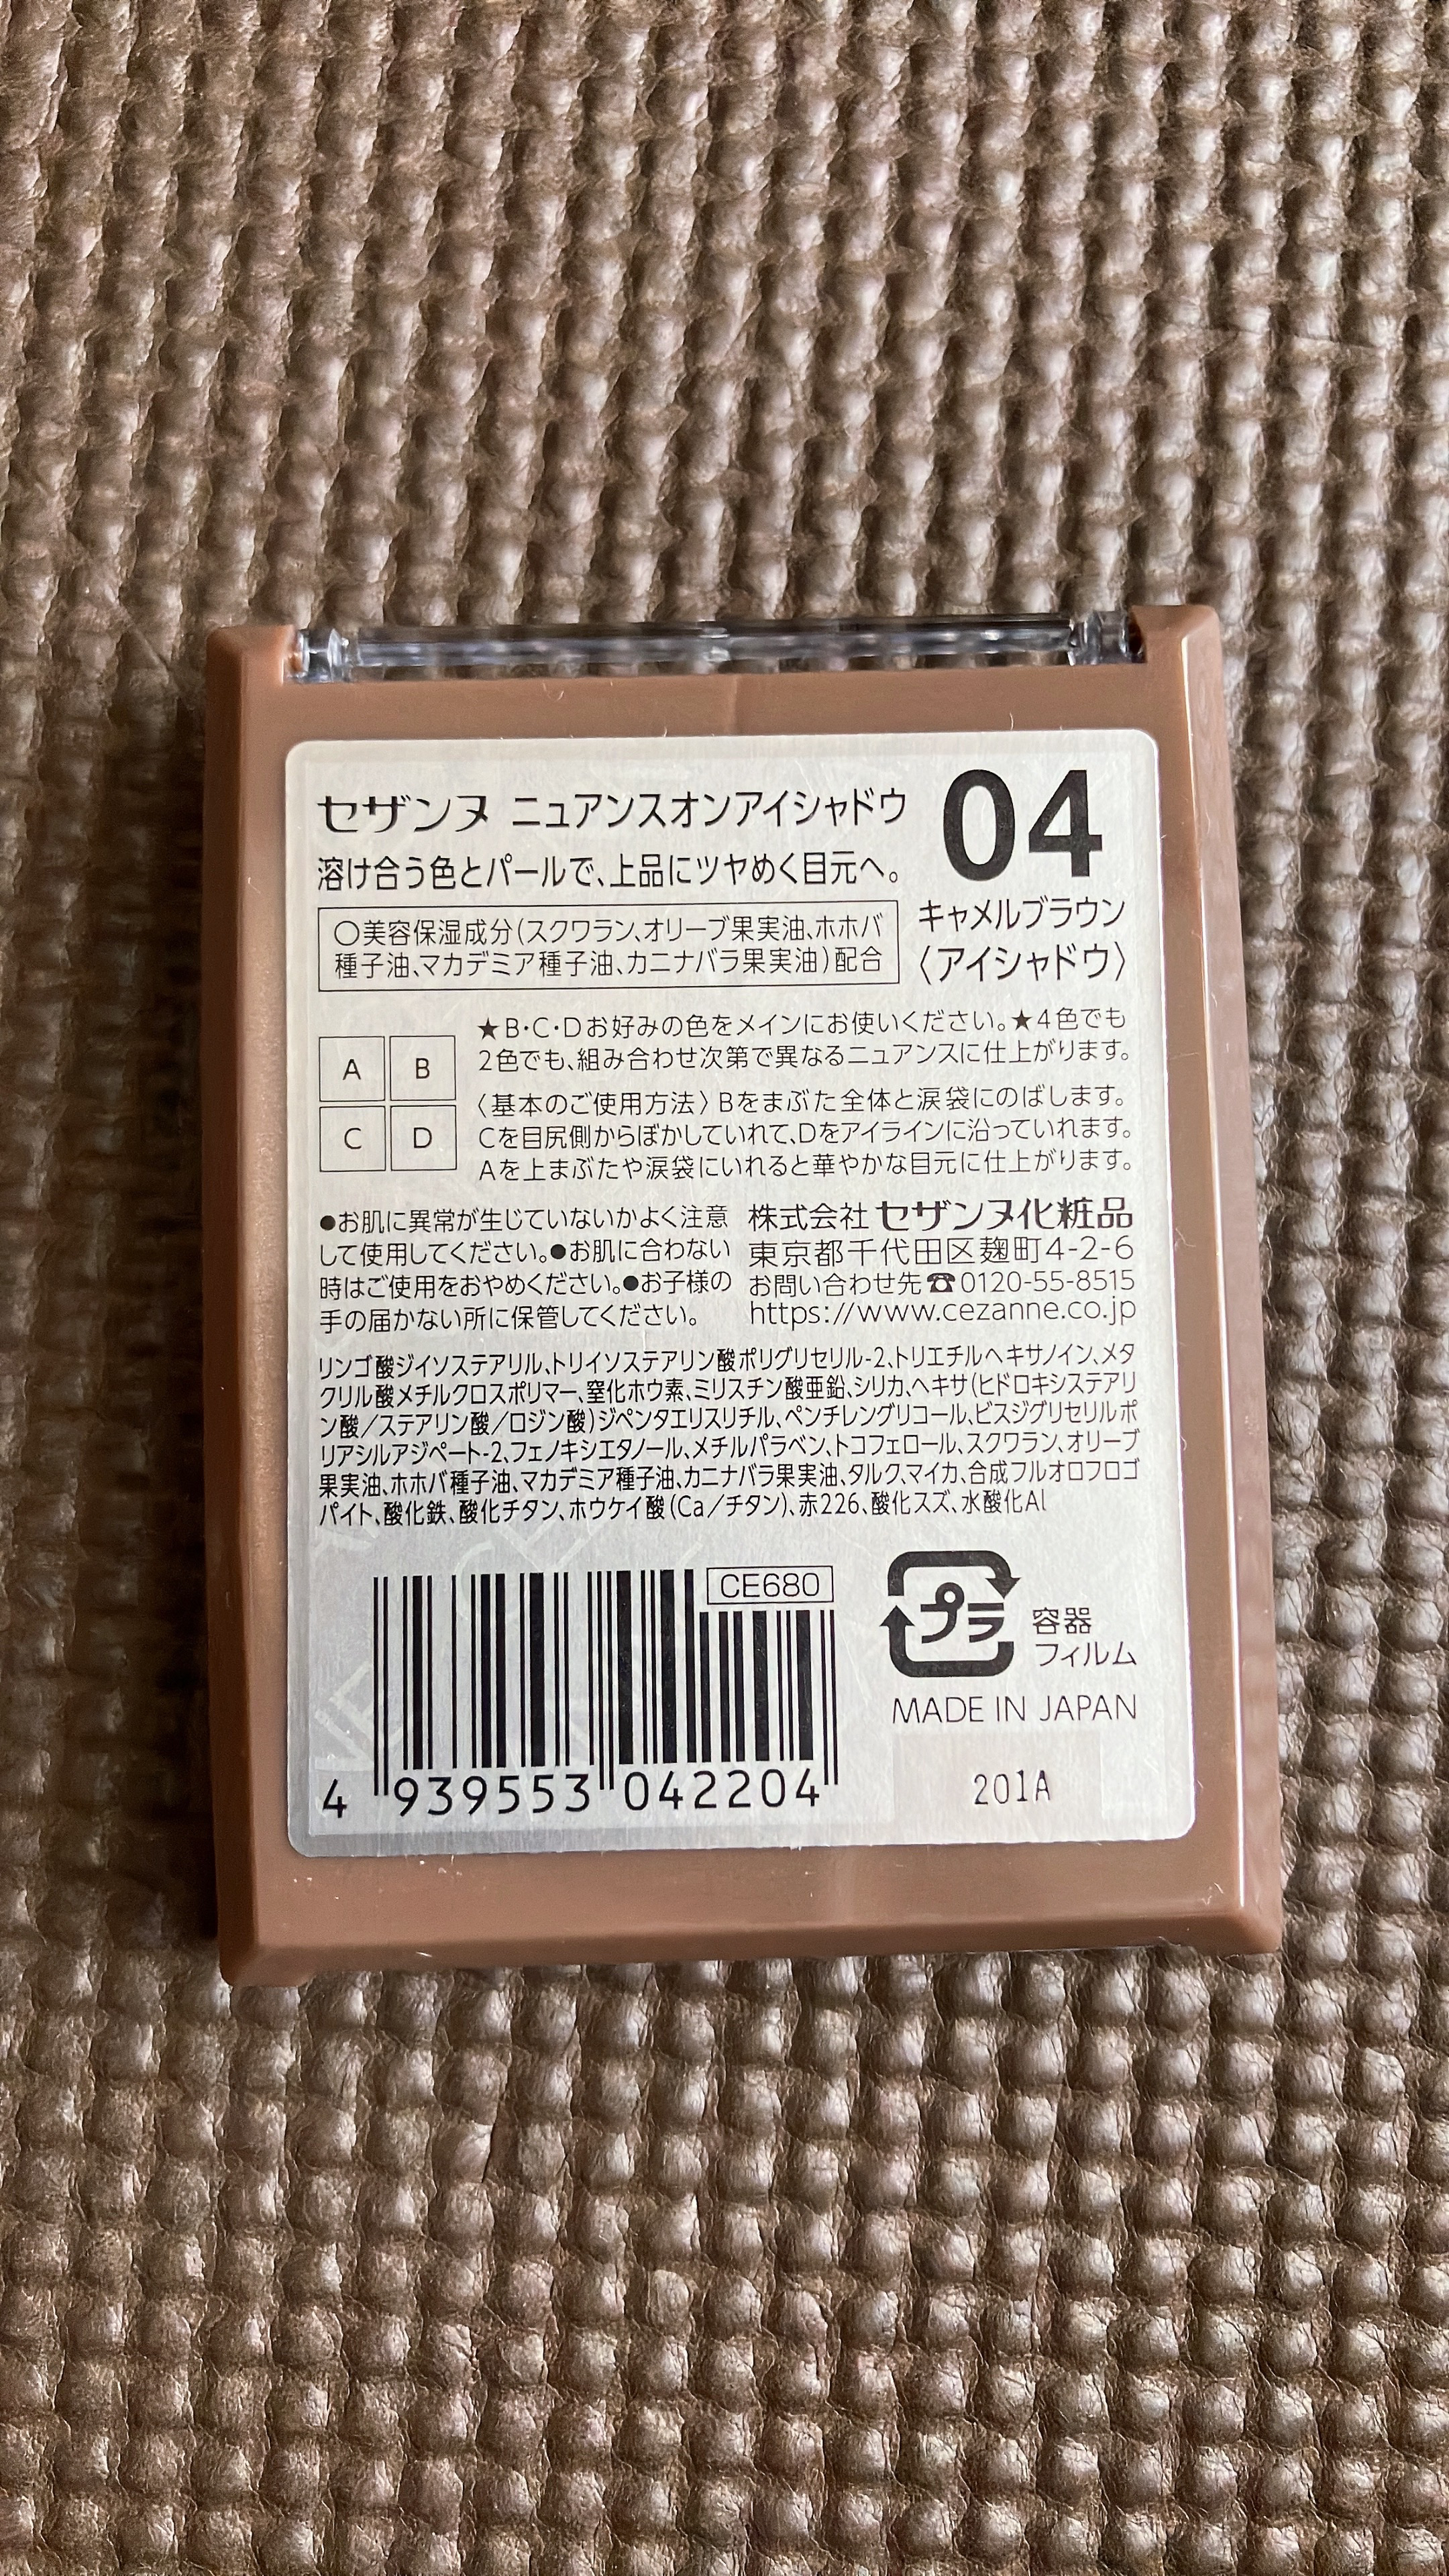 セザンヌ ニュアンスオンアイシャドウ
04
溶け合う色とパールで、上品にツヤめく目元へ。
キャメルブラウン
〈アイシャドウ〉
○美容保湿成分(スクワラン、オリーブ果実油、ホホバ
種子油、マカデミア種子油、カニナバラ果実油)配合
A B
C D
★B・C・Dお好みの色をメインにお使いください。★4色でも
2色でも、組み合わせ次第で異なるニュアンスに仕上がります。
〈基本のご使用方法〉Bをまぶた全体と涙袋にのばします。
Cを目尻側からぼかしていれて、Dをアイラインに沿っていれます。
Aを上まぶたや涙袋にいれると華やかな目元に仕上がります。
●お肌に異常が生じていないかよく注意
して使用してください。●お肌に合わない
時はご使用をおやめください。●お子様の
手の届かない所に保管してください。
株式会社 セザンヌ化粧品
東京都千代田区麹町4-2-6
お問い合わせ先☎0120-55-8515
https://www.cezanne.co.jp
リンゴ酸ジイソステアリル、トリイソステアリン酸ポリグリセリル-2、トリエチルヘキサノイン、メタ
クリル酸メチルクロスポリマー、窒化ホウ素、ミリスチン酸亜鉛、シリカ、ヘキサ(ヒドロキシステアリ
ン酸/ステアリン酸/ロジン酸)ジペンタエリスリチル、ペンチレングリコール、ビスジグリセリルポ
リアシルアジペート-2、フェノキシエタノール、メチルパラベン、トコフェロール、スクワラン、オリーブ
果実油、ホホバ種子油、マカデミア種子油、カニナバラ果実油、タルク、マイカ、合成フルオロフロゴ
パイト、酸化鉄、酸化チタン、ホウケイ酸(Ca/チタン)、赤226、酸化スズ、水酸化Al
CE680
4 939553 042204
プラ
容器
フィルム
MADE IN JAPAN
201A